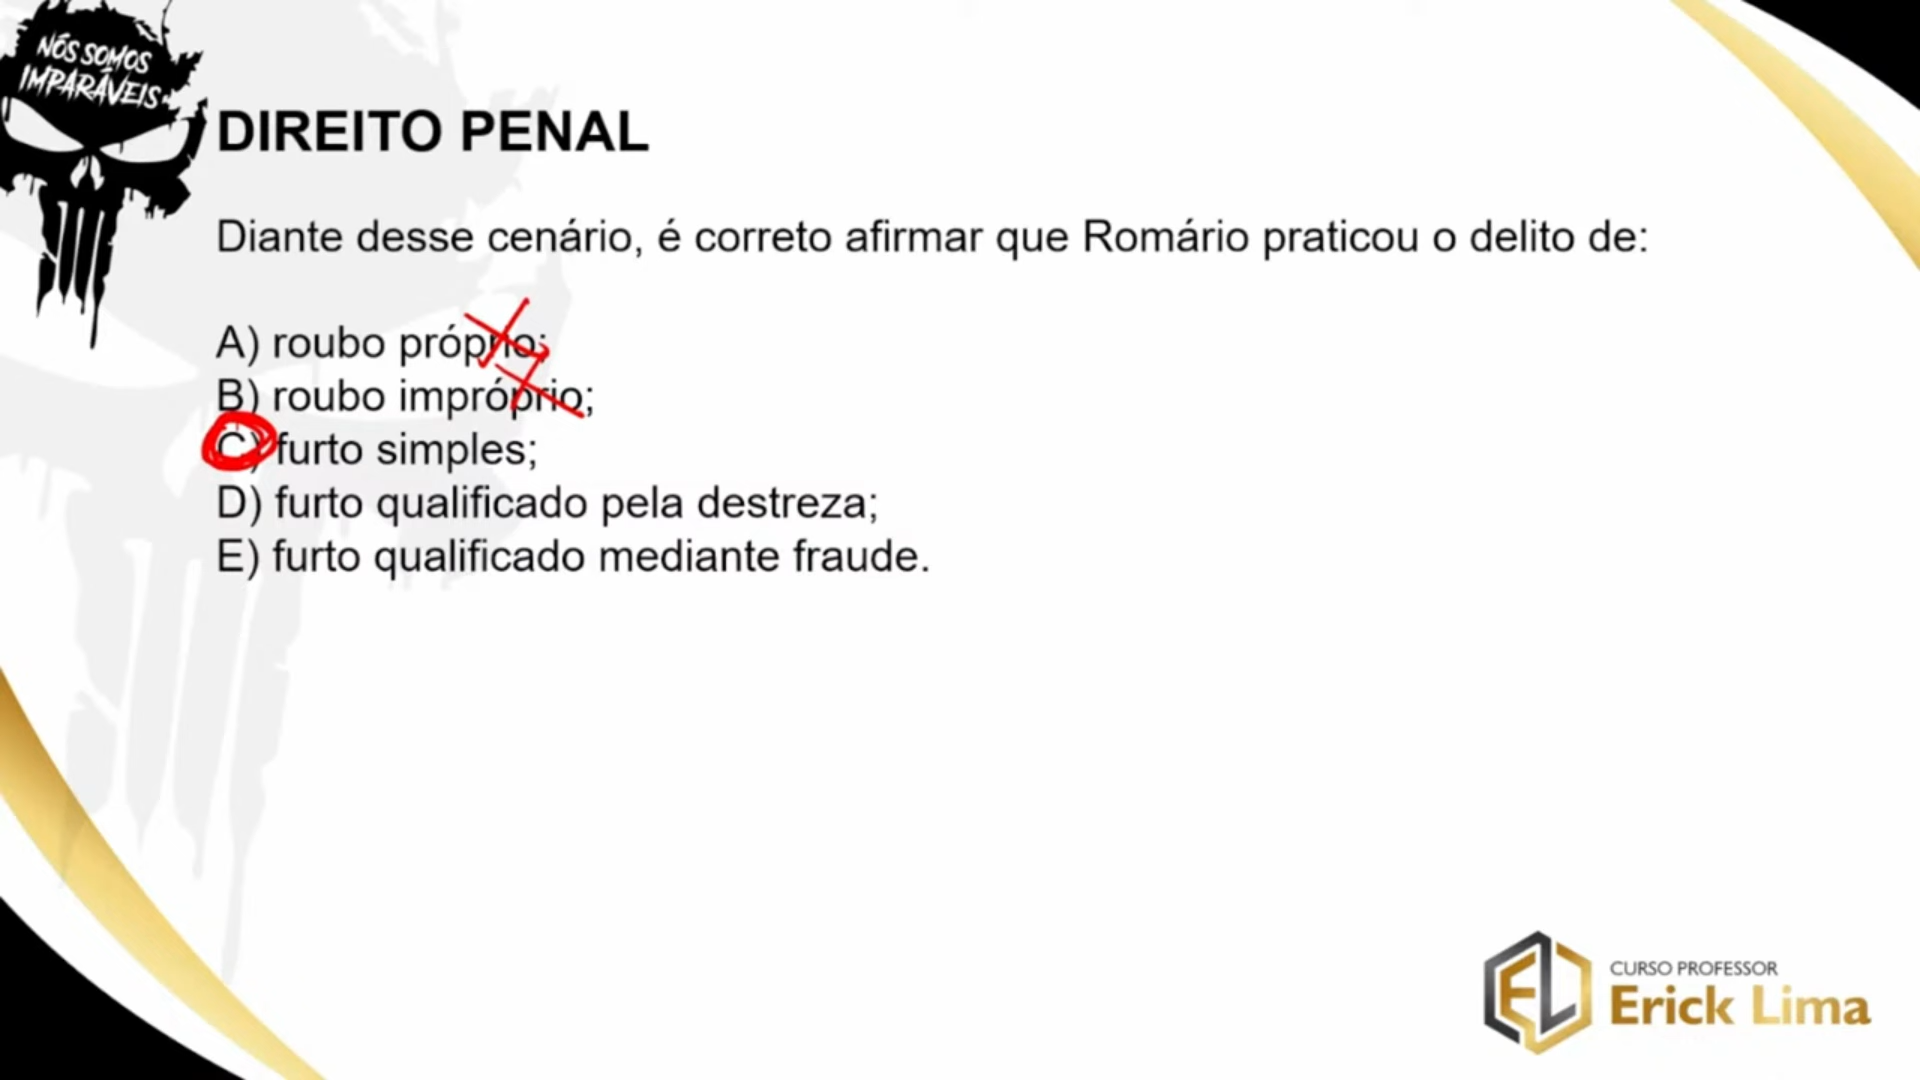 NÓS SOMOS
IMPARÁVEIS
DIREITO PENAL
Diante desse cenário, é correto afirmar que Romário praticou o delito de:
A) roubo próprio;
B) roubo impróprio;
C) furto simples;
D) furto qualificado pela destreza;
E) furto qualificado mediante fraude.
CURSO PROFESSOR
Erick Lima